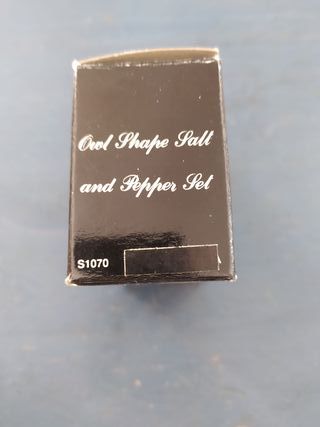 Owl Shape Salt
and Pepper Set
S1070